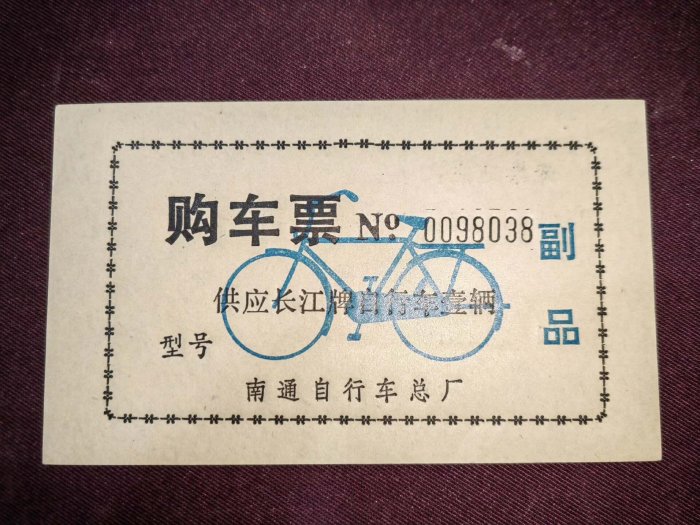 购车票 No 0098038
副品
供应长江牌自行车壹辆
型号
南通自行车总厂